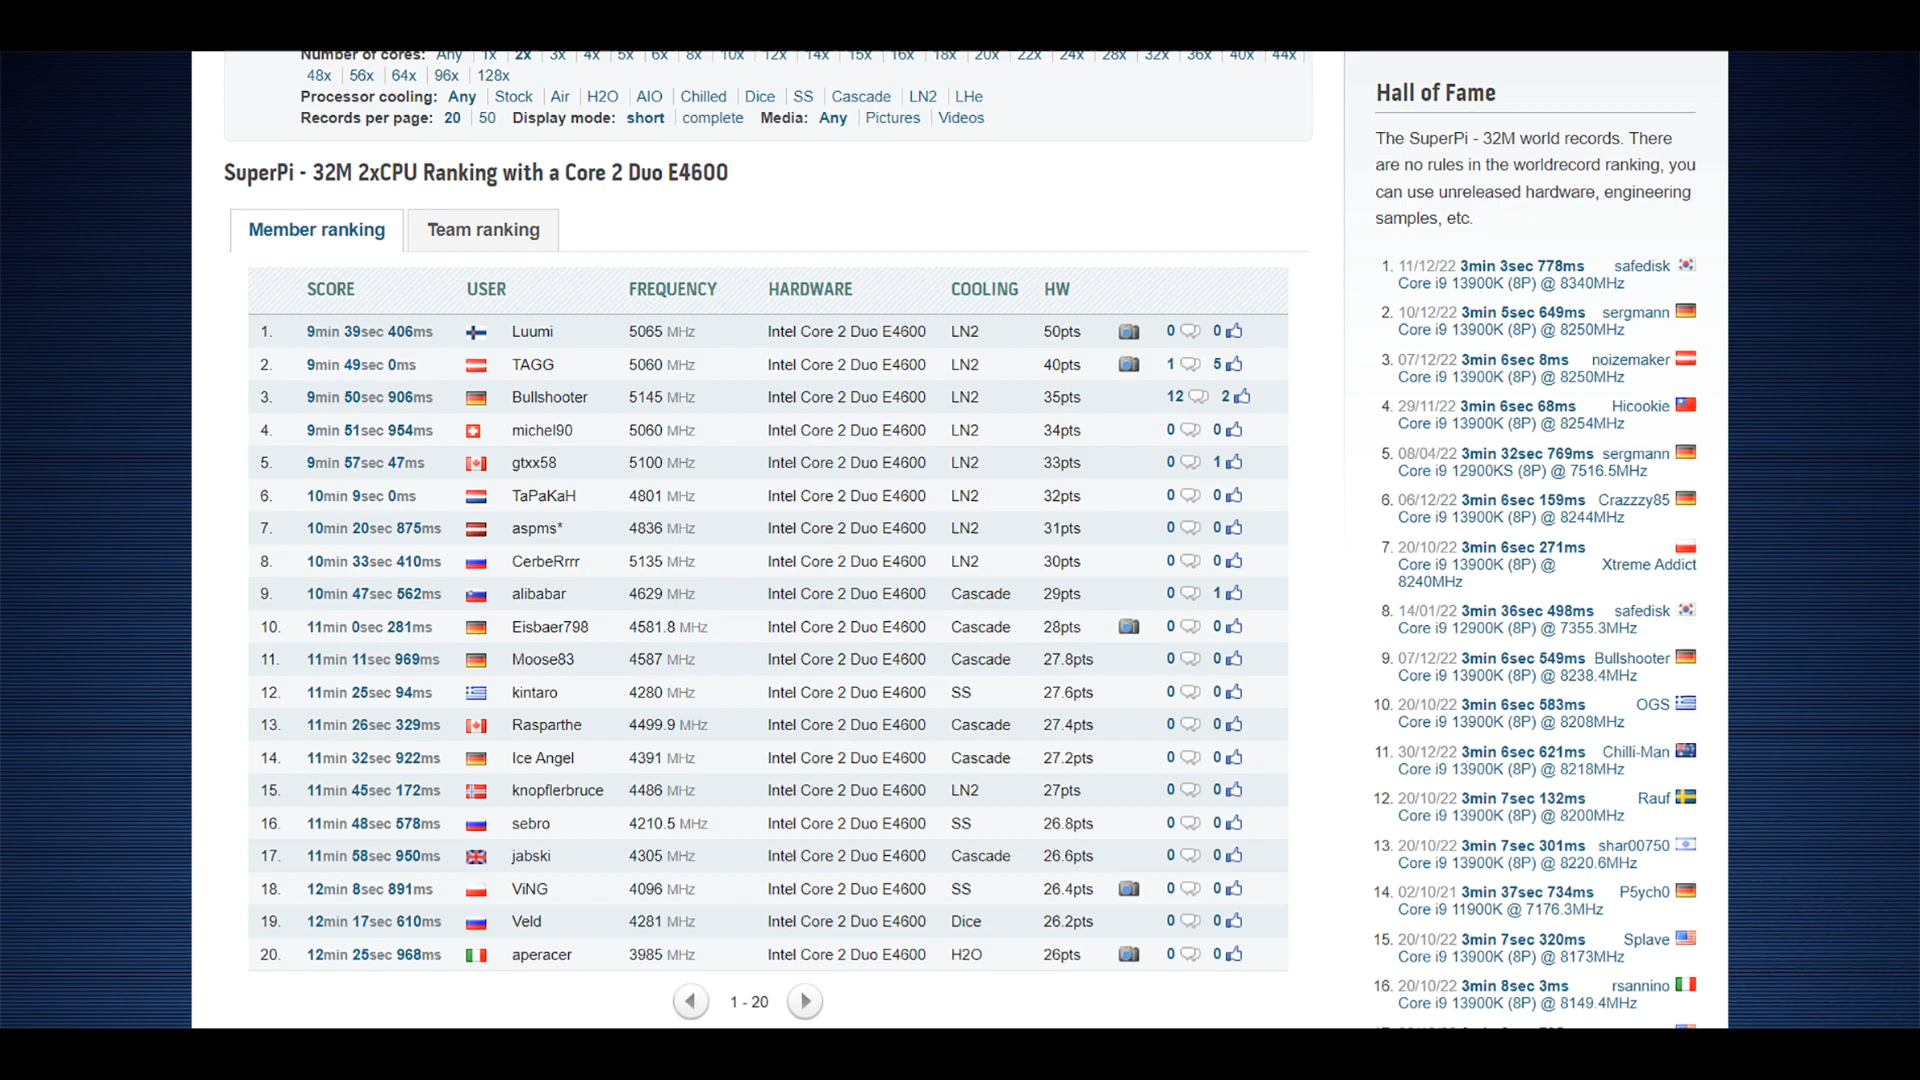 Number of cores: Any 1x 2x 3x 4x 5x 6x 8x 10x 12x 14x 15x 16x 18x 20x 22x 24x 28x 32x 36x 40x 44x
48x 56x 64x 96x 128x
Processor cooling: Any Stock Air H2O AIO Chilled Dice SS Cascade LN2 LHe
Records per page: 20 50 Display mode: short complete Media: Any Pictures Videos
SuperPi - 32M 2xCPU Ranking with a Core 2 Duo E4600
Member ranking Team ranking
SCORE USER FREQUENCY HARDWARE COOLING HW
1. 9min 39sec 406ms Luumi 5065 MHz Intel Core 2 Duo E4600 LN2 50pts 0 0
2. 9min 49sec 0ms TAGG 5060 MHz Intel Core 2 Duo E4600 LN2 40pts 1 5
3. 9min 50sec 906ms Bullshooter 5145 MHz Intel Core 2 Duo E4600 LN2 35pts 12 2
4. 9min 51sec 954ms michel90 5060 MHz Intel Core 2 Duo E4600 LN2 34pts 0 0
5. 9min 57sec 47ms gtxx58 5100 MHz Intel Core 2 Duo E4600 LN2 33pts 0 1
6. 10min 9sec 0ms TaPaKaH 4801 MHz Intel Core 2 Duo E4600 LN2 32pts 0 0
7. 10min 20sec 875ms aspms* 4836 MHz Intel Core 2 Duo E4600 LN2 31pts 0 0
8. 10min 33sec 410ms CerbeRrrr 5135 MHz Intel Core 2 Duo E4600 LN2 30pts 0 0
9. 10min 47sec 562ms alibabar 4629 MHz Intel Core 2 Duo E4600 Cascade 29pts 0 1
10. 11min 0sec 281ms Eisbaer798 4581.8 MHz Intel Core 2 Duo E4600 Cascade 28pts 0 0
11. 11min 11sec 969ms Moose83 4587 MHz Intel Core 2 Duo E4600 Cascade 27.8pts 0 0
12. 11min 25sec 94ms kintaro 4280 MHz Intel Core 2 Duo E4600 SS 27.6pts 0 0
13. 11min 26sec 329ms Rasparthe 4499.9 MHz Intel Core 2 Duo E4600 Cascade 27.4pts 0 0
14. 11min 32sec 922ms Ice Angel 4391 MHz Intel Core 2 Duo E4600 Cascade 27.2pts 0 0
15. 11min 45sec 172ms knopflerbruce 4486 MHz Intel Core 2 Duo E4600 LN2 27pts 0 0
16. 11min 48sec 578ms sebro 4210.5 MHz Intel Core 2 Duo E4600 SS 26.8pts 0 0
17. 11min 58sec 950ms jabski 4305 MHz Intel Core 2 Duo E4600 Cascade 26.6pts 0 0
18. 12min 8sec 891ms ViNG 4096 MHz Intel Core 2 Duo E4600 SS 26.4pts 0 0
19. 12min 17sec 610ms Veld 4281 MHz Intel Core 2 Duo E4600 Dice 26.2pts 0 0
20. 12min 25sec 968ms aperacer 3985 MHz Intel Core 2 Duo E4600 H2O 26pts 0 0
1 - 20
Hall of Fame
The SuperPi - 32M world records. There
are no rules in the worldrecord ranking, you
can use unreleased hardware, engineering
samples, etc.
1. 11/12/22 3min 3sec 778ms safedisk
Core i9 13900K (8P) @ 8340MHz
2. 10/12/22 3min 5sec 649ms sergmann
Core i9 13900K (8P) @ 8250MHz
3. 07/12/22 3min 6sec 8ms noizemaker
Core i9 13900K (8P) @ 8250MHz
4. 29/11/22 3min 6sec 68ms Hicookie
Core i9 13900K (8P) @ 8254MHz
5. 08/04/22 3min 32sec 769ms sergmann
Core i9 12900KS (8P) @ 7516.5MHz
6. 06/12/22 3min 6sec 159ms Crazzzy85
Core i9 13900K (8P) @ 8244MHz
7. 20/10/22 3min 6sec 271ms
Core i9 13900K (8P) @ Xtreme Addict
8240MHz
8. 14/01/22 3min 36sec 498ms safedisk
Core i9 12900K (8P) @ 7355.3MHz
9. 07/12/22 3min 6sec 549ms Bullshooter
Core i9 13900K (8P) @ 8238.4MHz
10. 20/10/22 3min 6sec 583ms OGS
Core i9 13900K (8P) @ 8208MHz
11. 30/12/22 3min 6sec 621ms Chilli-Man
Core i9 13900K (8P) @ 8218MHz
12. 20/10/22 3min 7sec 132ms Rauf
Core i9 13900K (8P) @ 8200MHz
13. 20/10/22 3min 7sec 301ms shar00750
Core i9 13900K (8P) @ 8220.6MHz
14. 02/10/21 3min 37sec 734ms P5ych0
Core i9 11900K @ 7176.3MHz
15. 20/10/22 3min 7sec 320ms Splave
Core i9 13900K (8P) @ 8173MHz
16. 20/10/22 3min 8sec 3ms rsannino
Core i9 13900K (8P) @ 8149.4MHz